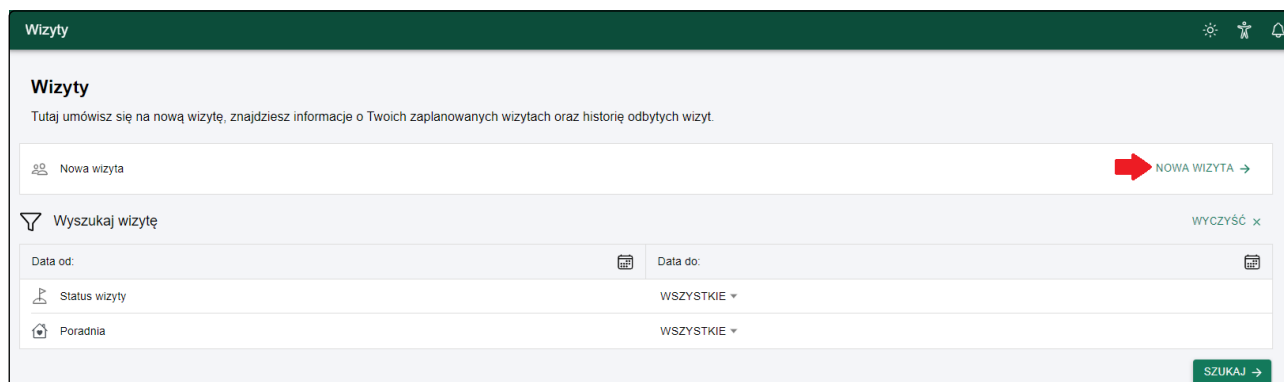 Wizyty
Wizyty
Tutaj umówisz się na nową wizytę, znajdziesz informacje o Twoich zaplanowanych wizytach oraz historię odbytych wizyt.
Nowa wizyta NOWA WIZYTA
Wyszukaj wizytę WYCZYŚĆ
Data od: Data do:
Status wizyty WSZYSTKIE
Poradnia WSZYSTKIE
SZUKAJ